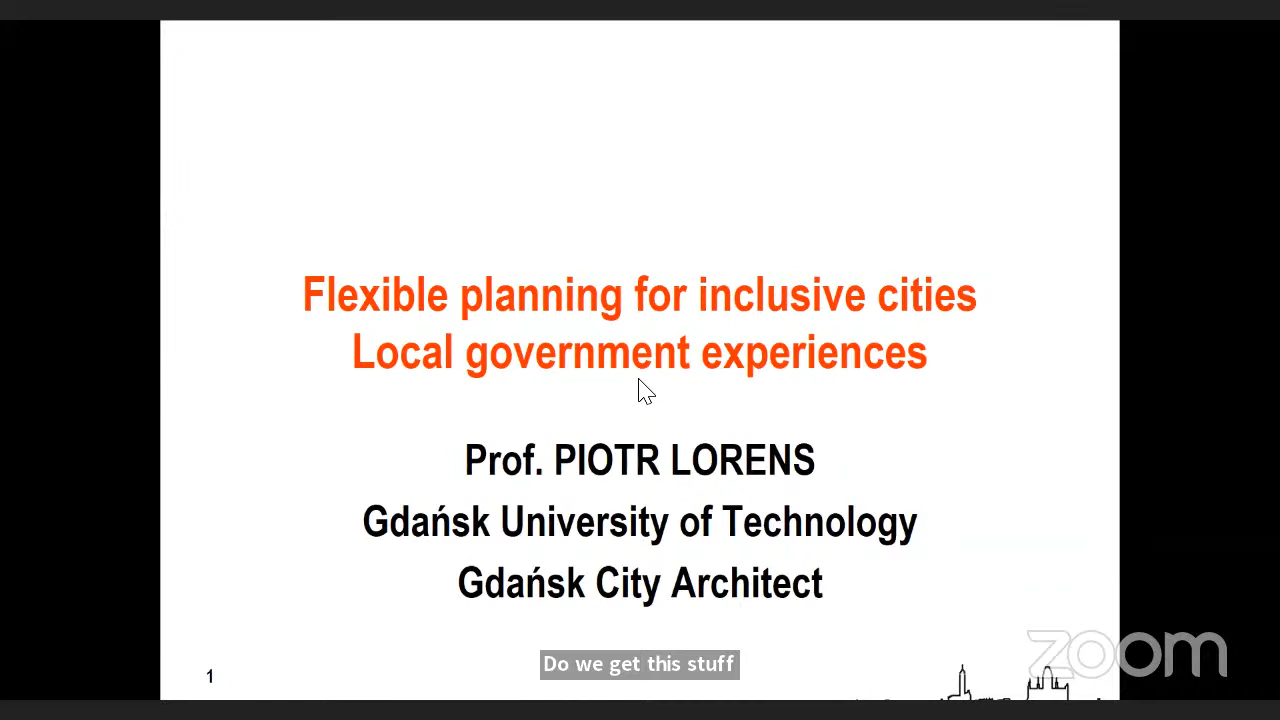 Flexible planning for inclusive cities
Local government experiences
Prof. PIOTR LORENS
Gdańsk University of Technology
Gdańsk City Architect
Do we get this stuff
zoom
1